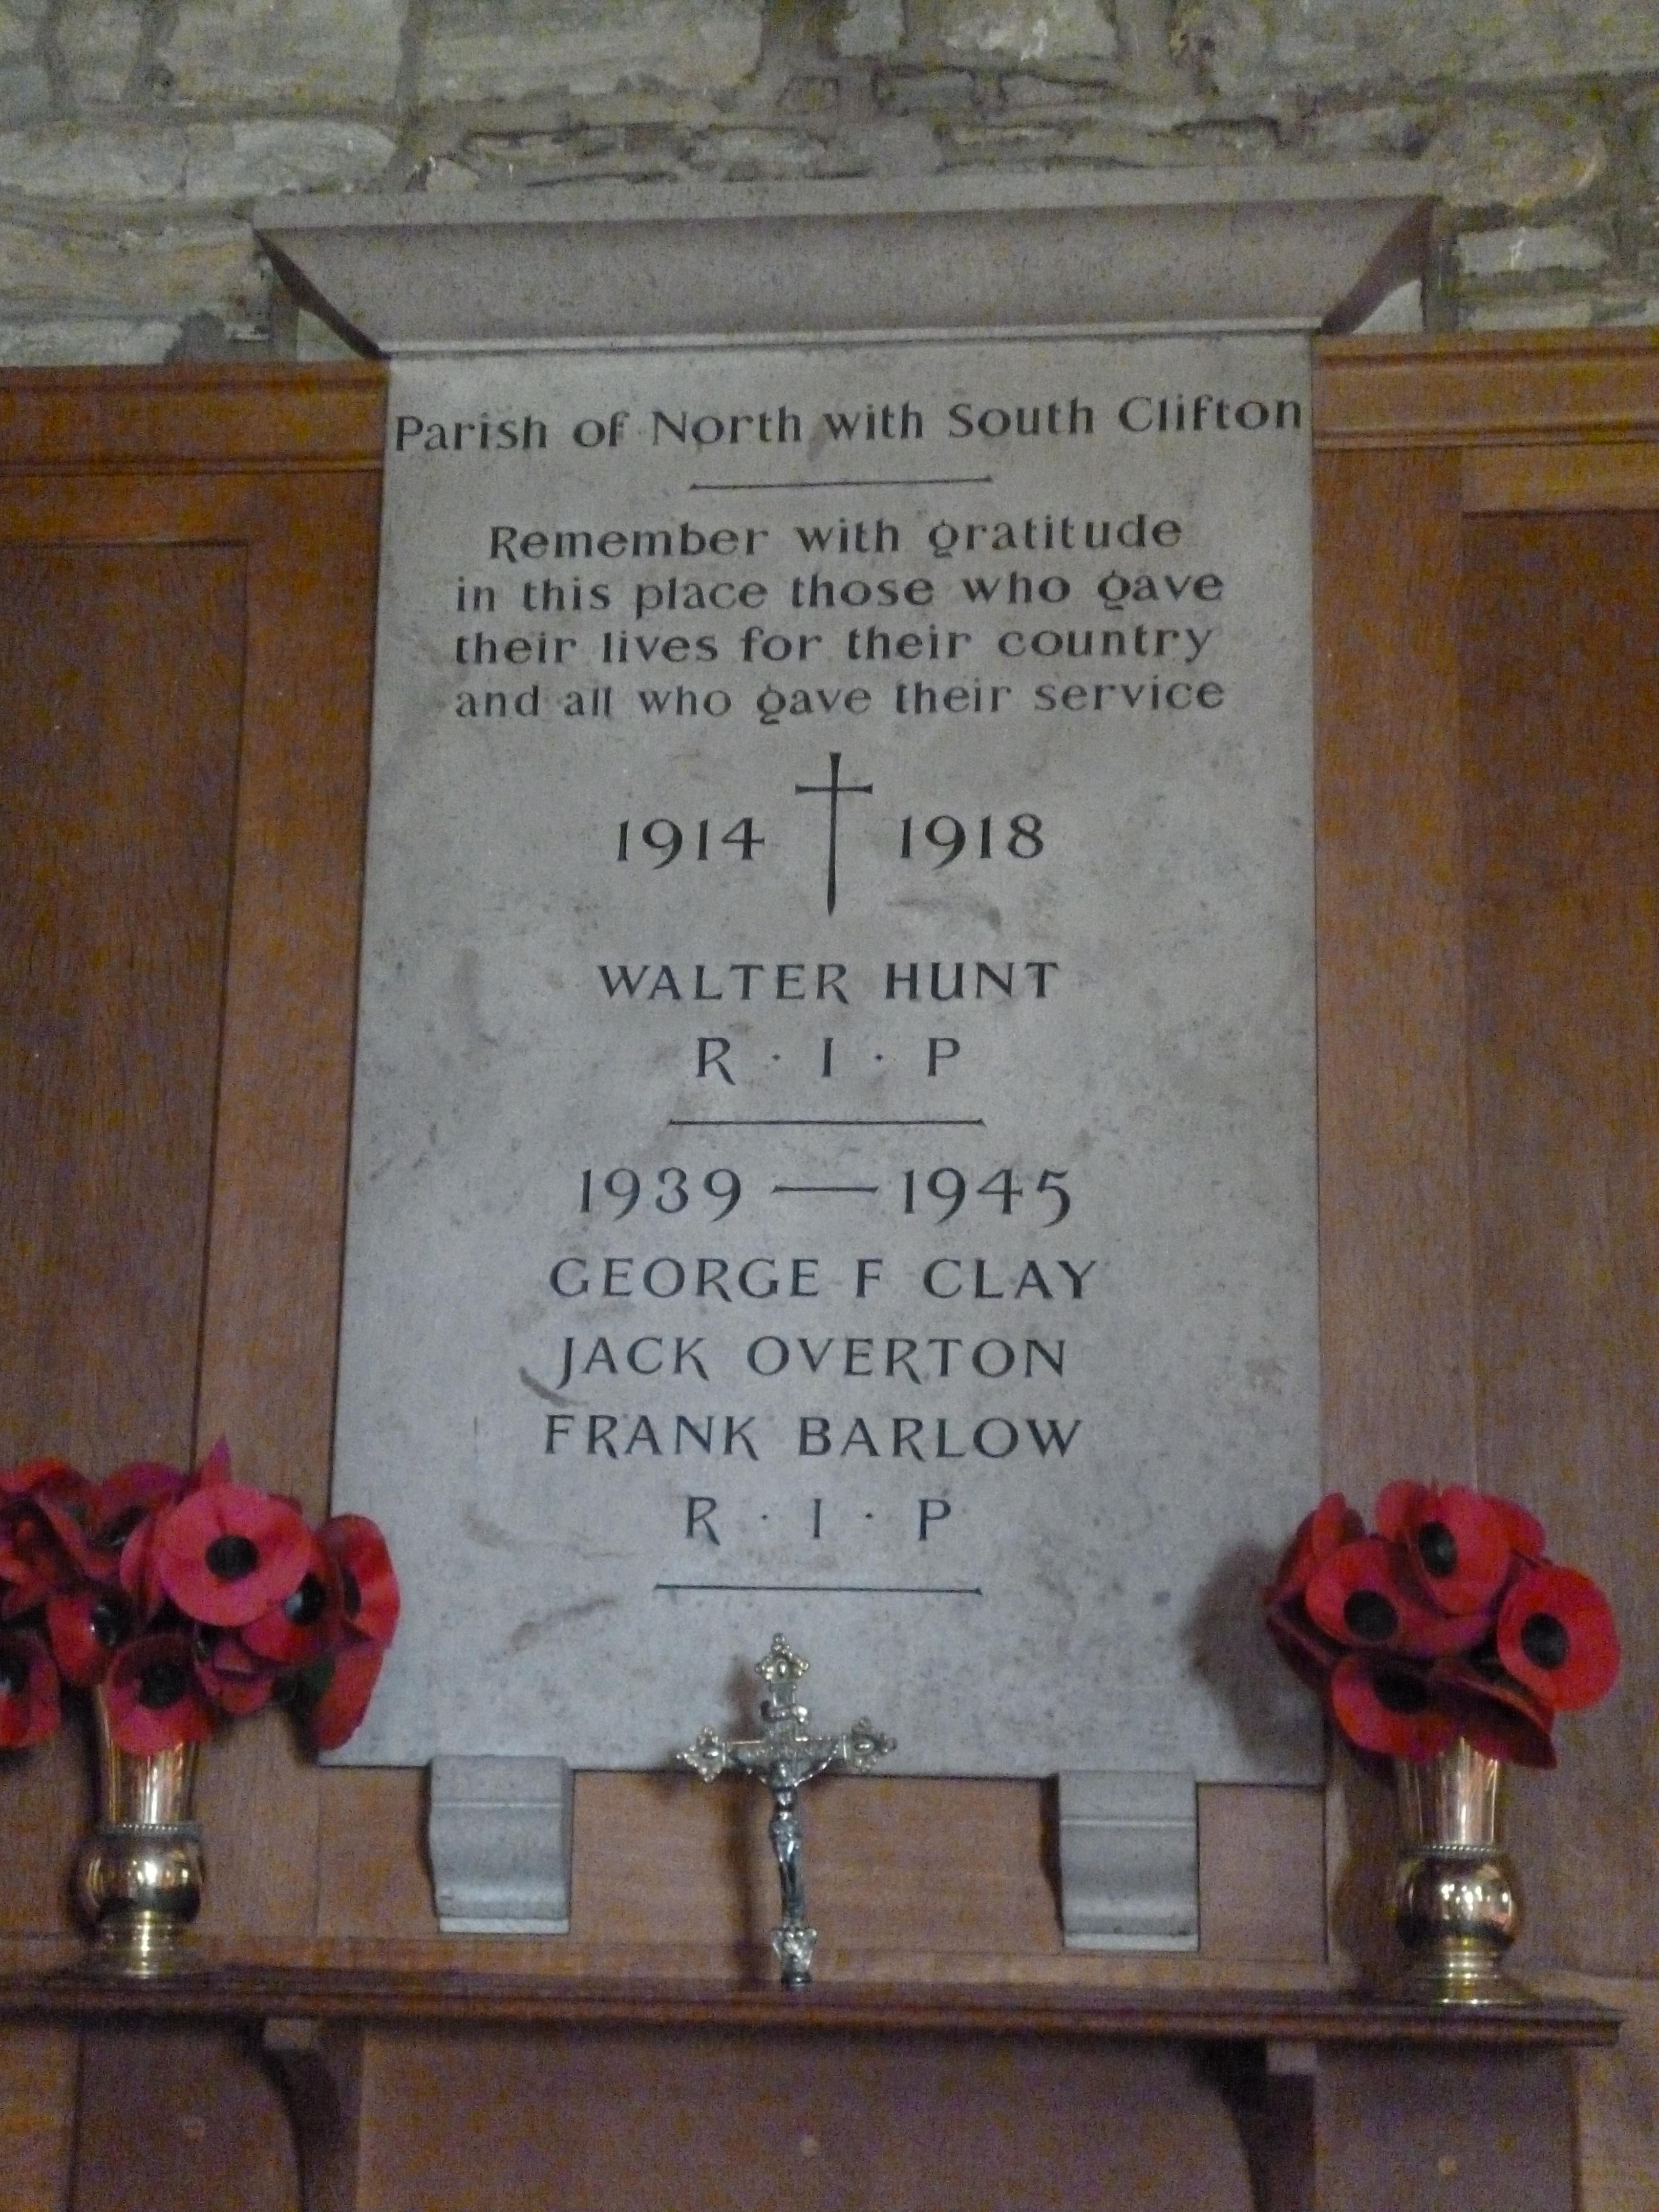 Parish of North with South Clifton
Remember with gratitude
in this place those who gave
their lives for their country
and all who gave their service
1914 1918
WALTER HUNT
R · I · P
1939 — 1945
GEORGE F CLAY
JACK OVERTON
FRANK BARLOW
R · I · P